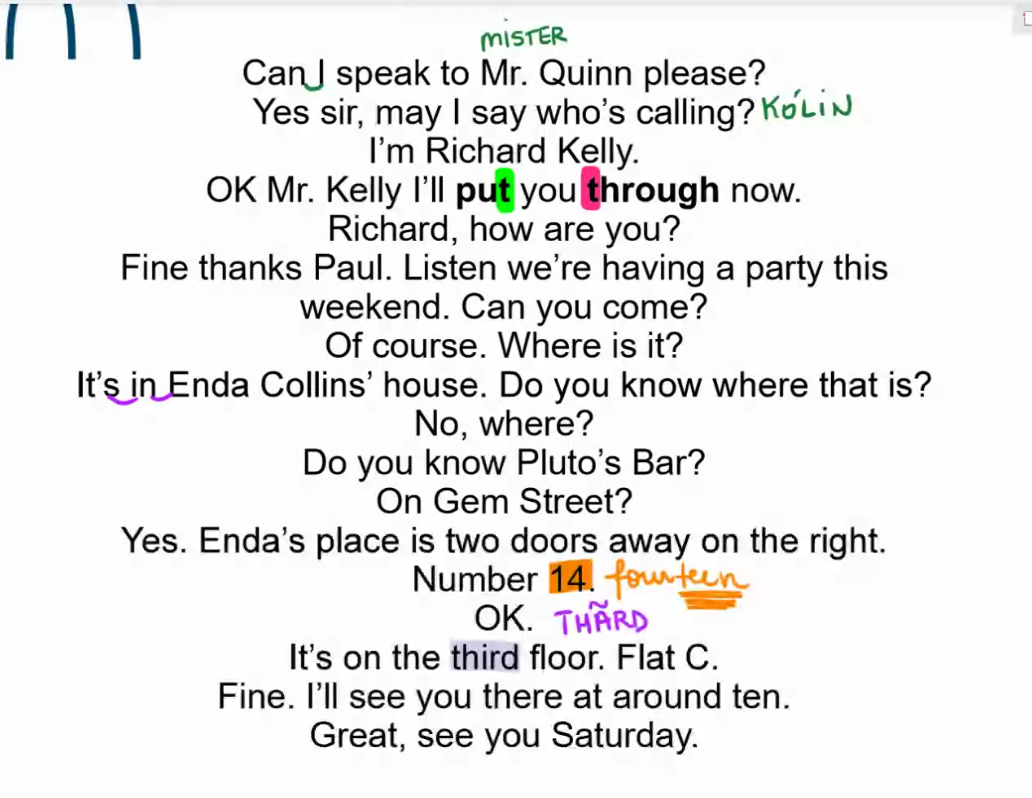 MISTER
Can I speak to Mr. Quinn please?
Yes sir, may I say who's calling? KÓLIN
I'm Richard Kelly.
OK Mr. Kelly I'll put you through now.
Richard, how are you?
Fine thanks Paul. Listen we're having a party this
weekend. Can you come?
Of course. Where is it?
It's in Enda Collins' house. Do you know where that is?
No, where?
Do you know Pluto's Bar?
On Gem Street?
Yes. Enda's place is two doors away on the right.
Number 14. fourteen
OK. THÃRD
It's on the third floor. Flat C.
Fine. I'll see you there at around ten.
Great, see you Saturday.